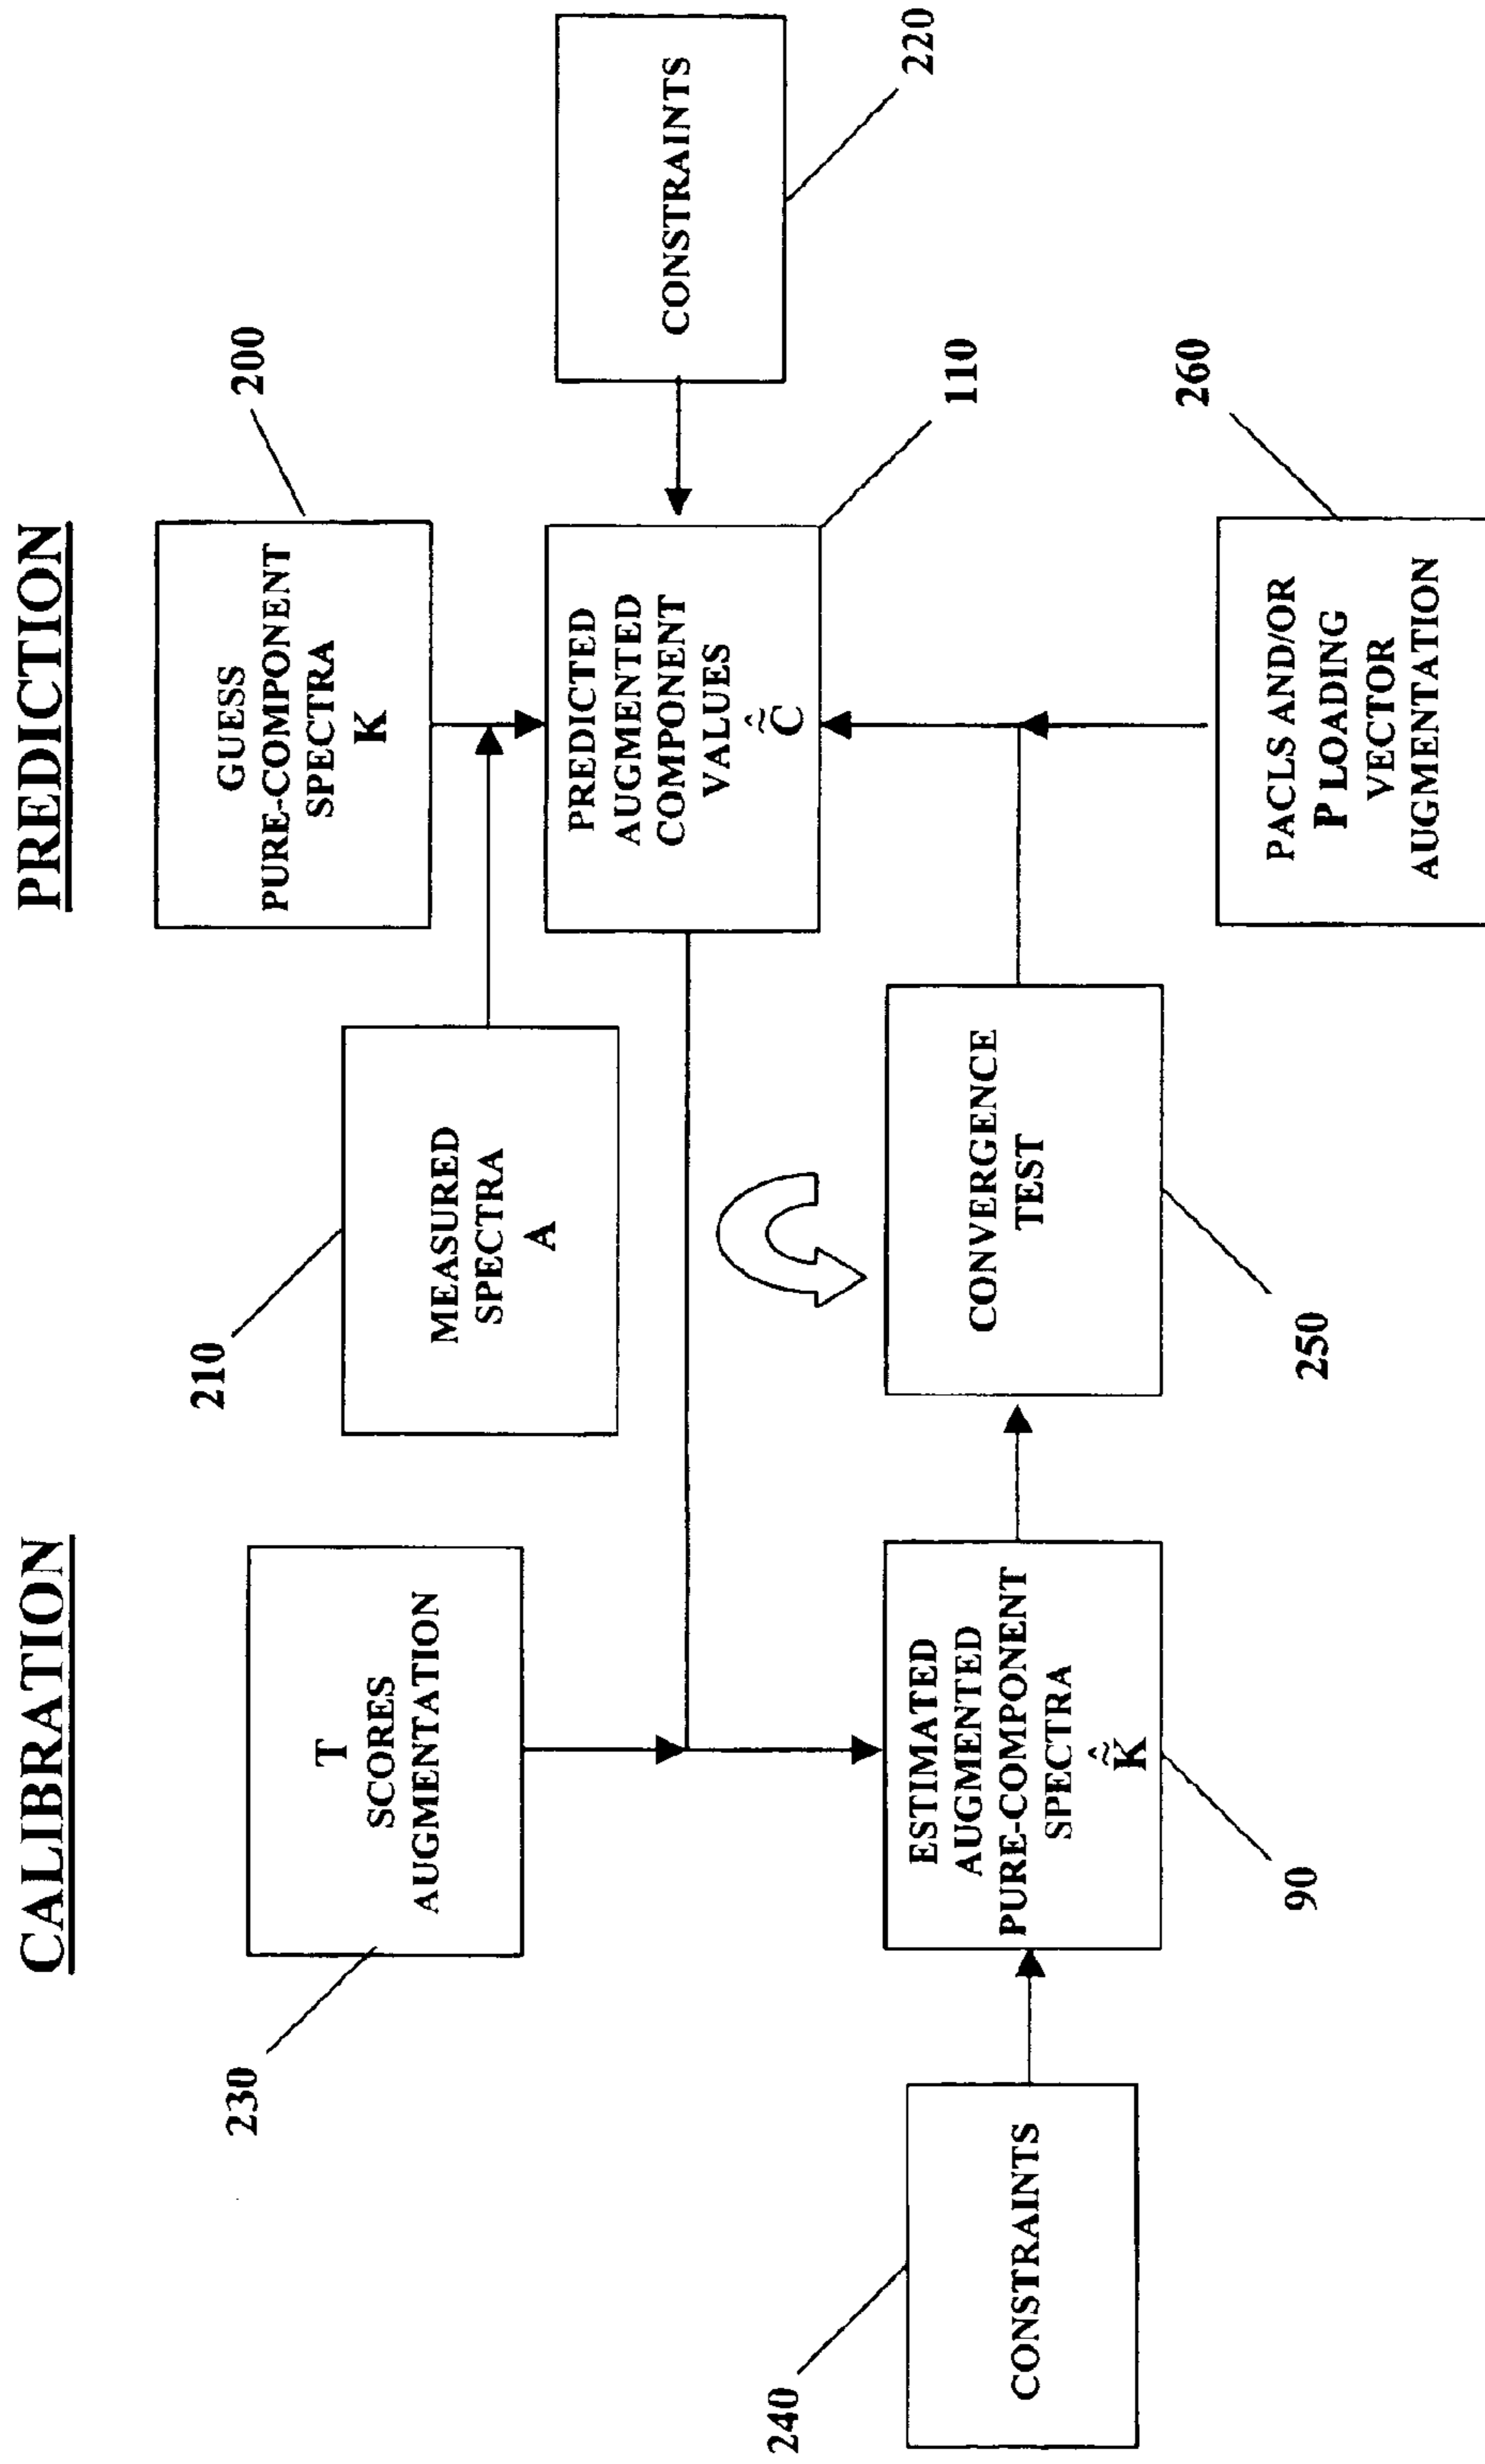 CALIBRATION
PREDICTION
230
T
SCORES
AUGMENTATION
210
MEASURED
SPECTRA
A
200
GUESS
PURE-COMPONENT
SPECTRA
K
PREDICTED
AUGMENTED
COMPONENT
VALUES
C̃̂
110
CONSTRAINTS
220
240
CONSTRAINTS
ESTIMATED
AUGMENTED
PURE-COMPONENT
SPECTRA
K̃̂
90
CONVERGENCE
TEST
250
PACLS AND/OR
P LOADING
VECTOR
AUGMENTATION
260